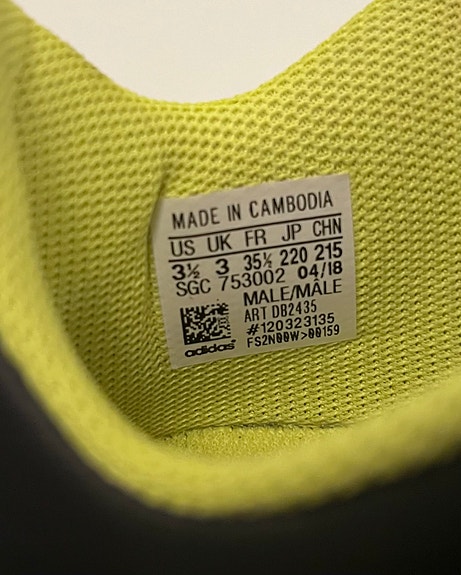 MADE IN CAMBODIA
US UK FR JP CHN
3½ 3 35½ 220 215
SGC 753002 04/18
MALE/MÂLE
ART DB2435
#120323135
FS2N00W>00159
adidas